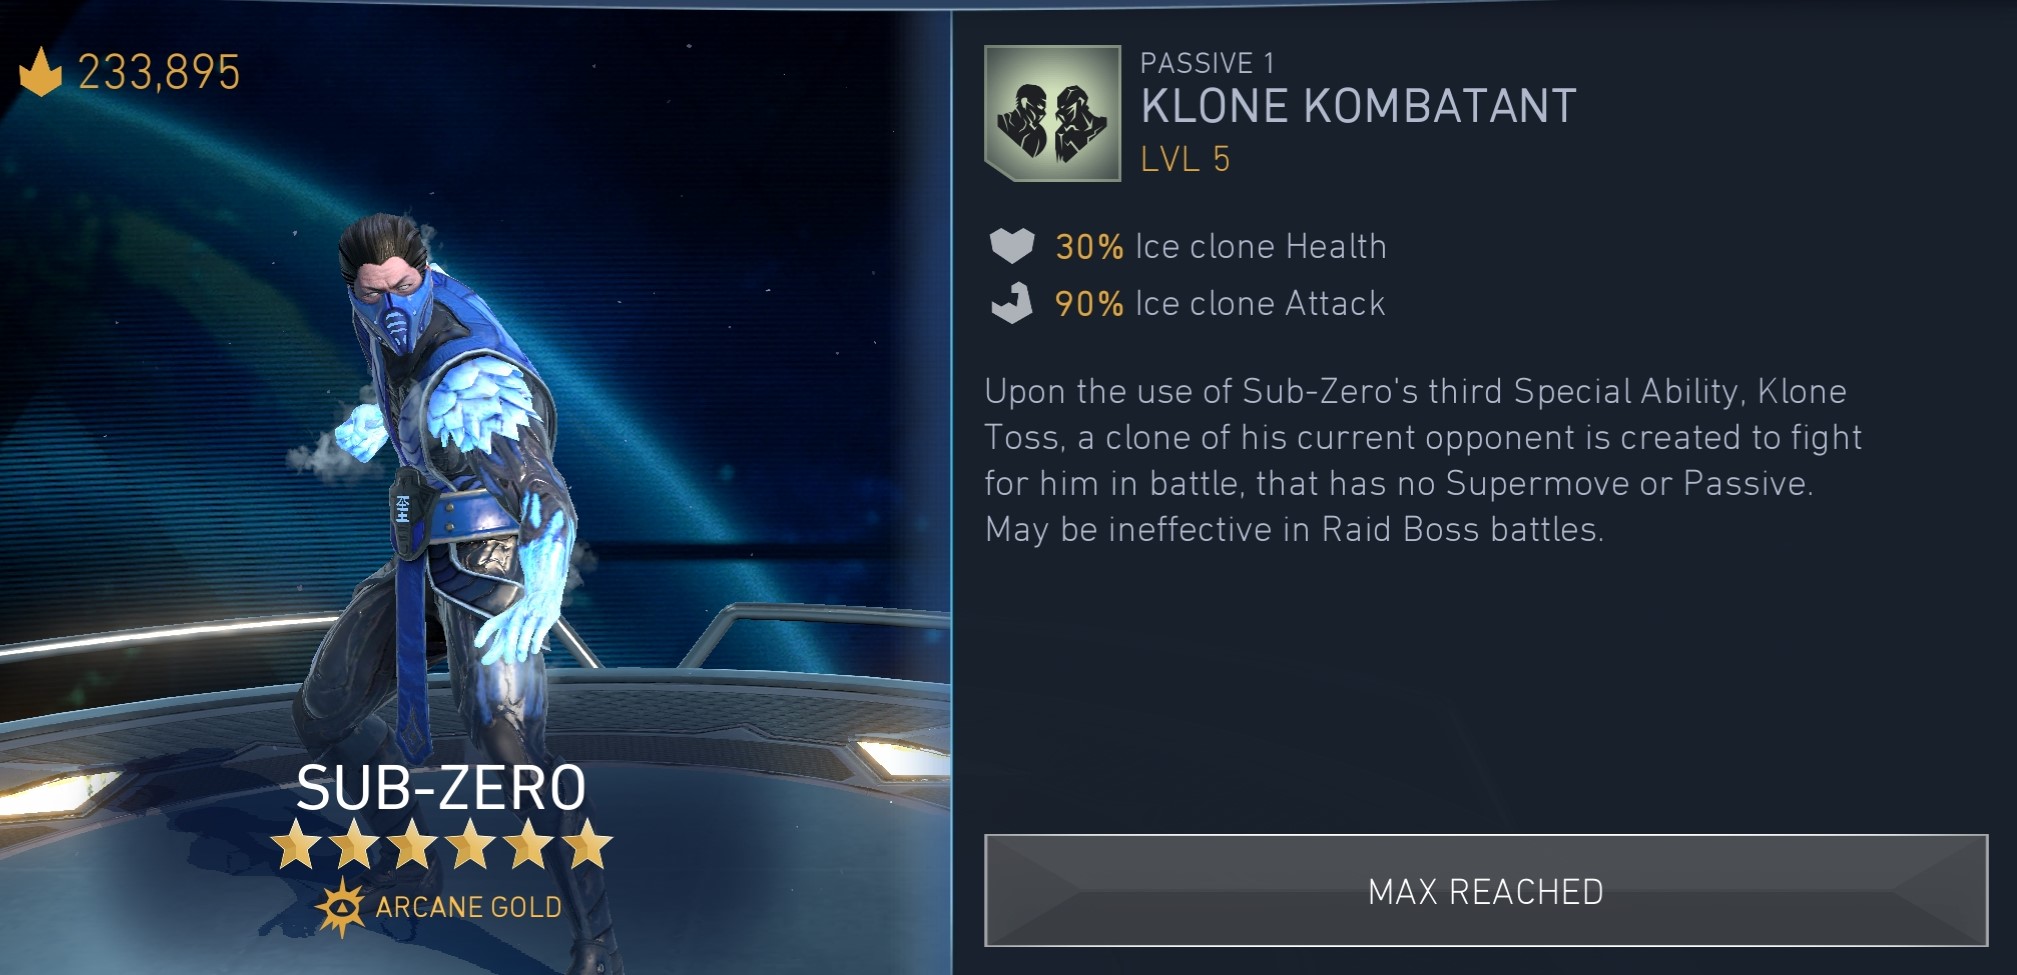 233,895
SUB-ZERO
ARCANE GOLD
PASSIVE 1
KLONE KOMBATANT
LVL 5
30% Ice clone Health
90% Ice clone Attack
Upon the use of Sub-Zero's third Special Ability, Klone
Toss, a clone of his current opponent is created to fight
for him in battle, that has no Supermove or Passive.
May be ineffective in Raid Boss battles.
MAX REACHED